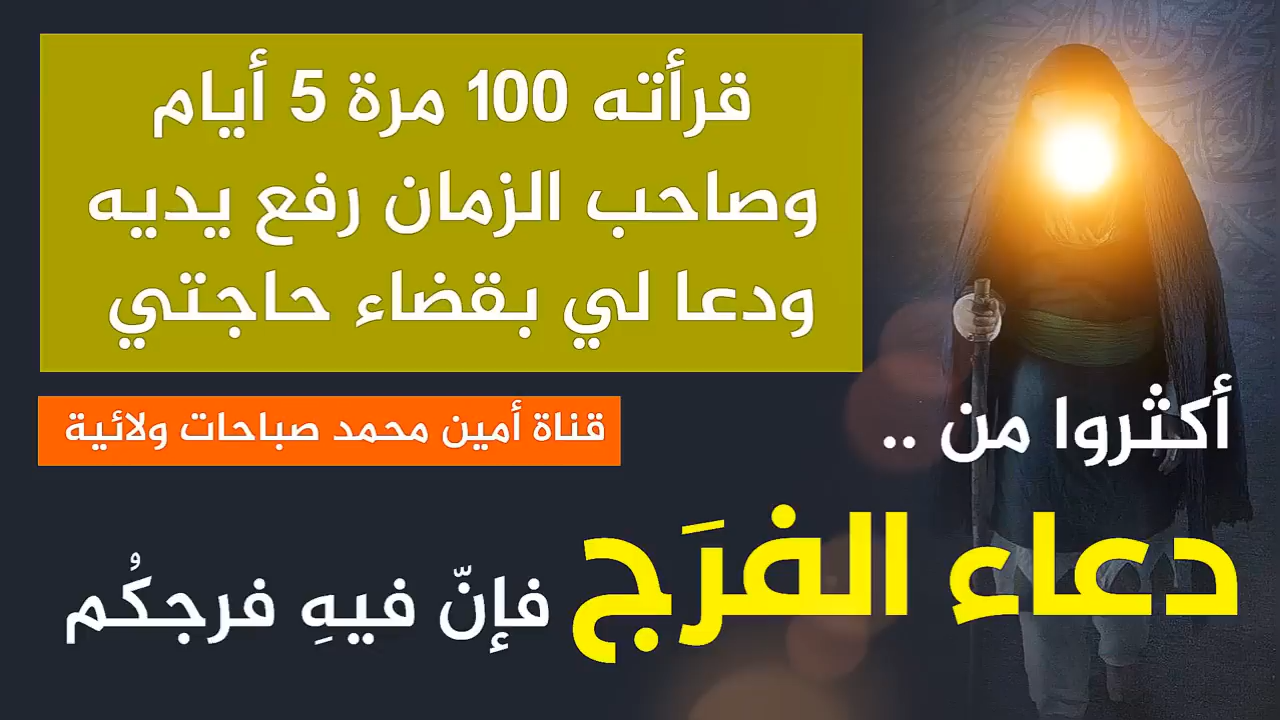 قرأته 100 مرة 5 أيام
وصاحب الزمان رفع يديه
ودعا لي بقضاء حاجتي
قناة أمين محمد صباحات ولائية
أكثروا من ..
دعاء الفرَج فإنّ فيهِ فرجكُم